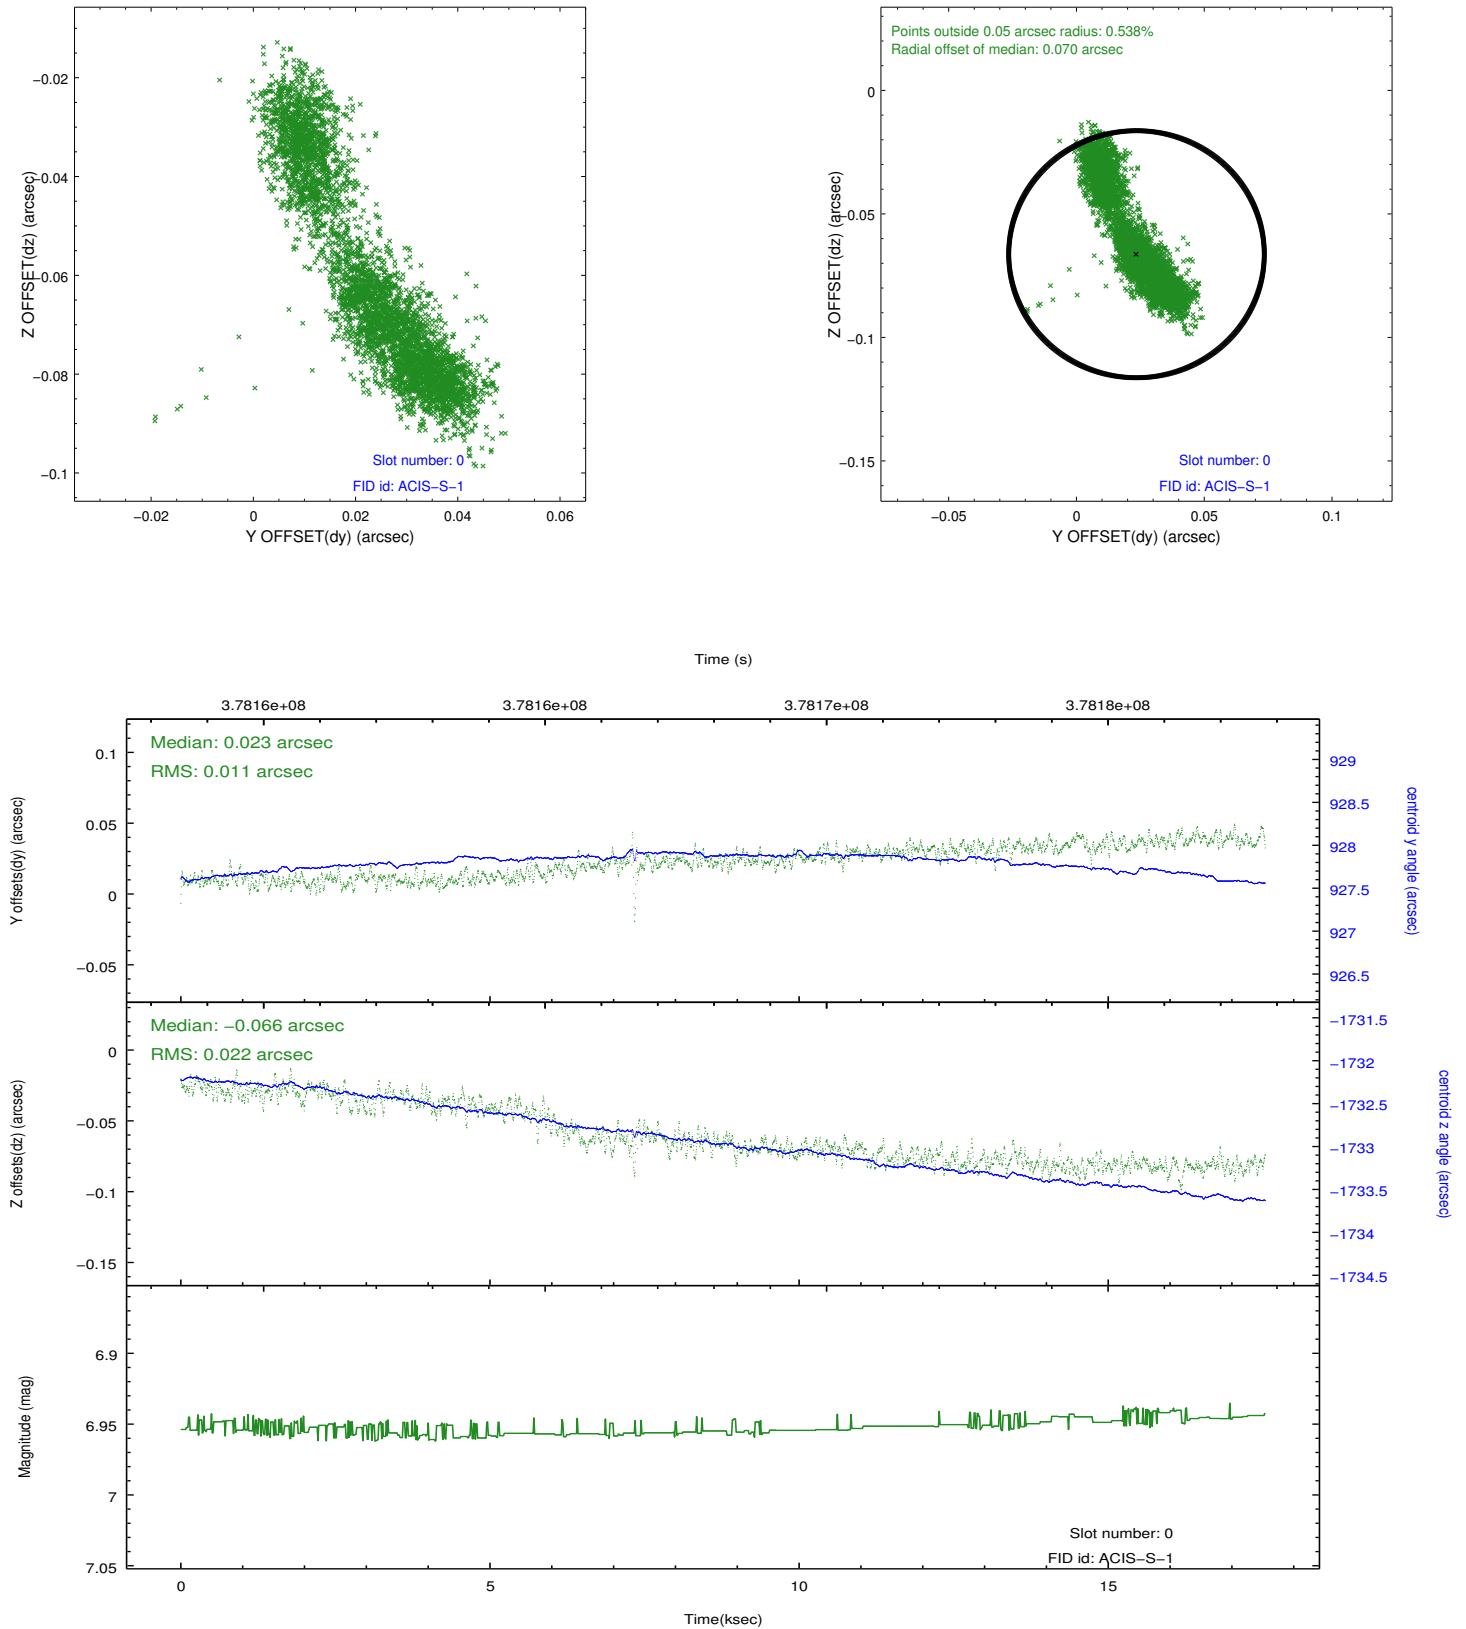 −0.02
−0.04
−0.06
−0.08
−0.1
Z OFFSET(dz) (arcsec)
Slot number: 0
FID id: ACIS−S−1
−0.02 0 0.02 0.04 0.06
Y OFFSET(dy) (arcsec)
Points outside 0.05 arcsec radius: 0.538%
Radial offset of median: 0.070 arcsec
0
−0.05
−0.1
−0.15
Z OFFSET(dz) (arcsec)
Slot number: 0
FID id: ACIS−S−1
−0.05 0 0.05 0.1
Y OFFSET(dy) (arcsec)
Time (s)
3.7816e+08 3.7816e+08 3.7817e+08 3.7818e+08
Median: 0.023 arcsec
RMS: 0.011 arcsec
0.1
0.05
0
−0.05
Y offsets(dy) (arcsec)
929
928.5
928
927.5
927
926.5
centroid y angle (arcsec)
Median: −0.066 arcsec
RMS: 0.022 arcsec
0
−0.05
−0.1
−0.15
Z offsets(dz) (arcsec)
−1731.5
−1732
−1732.5
−1733
−1733.5
−1734
−1734.5
centroid z angle (arcsec)
6.9
6.95
7
7.05
Magnitude (mag)
Slot number: 0
FID id: ACIS−S−1
0 5 10 15
Time(ksec)